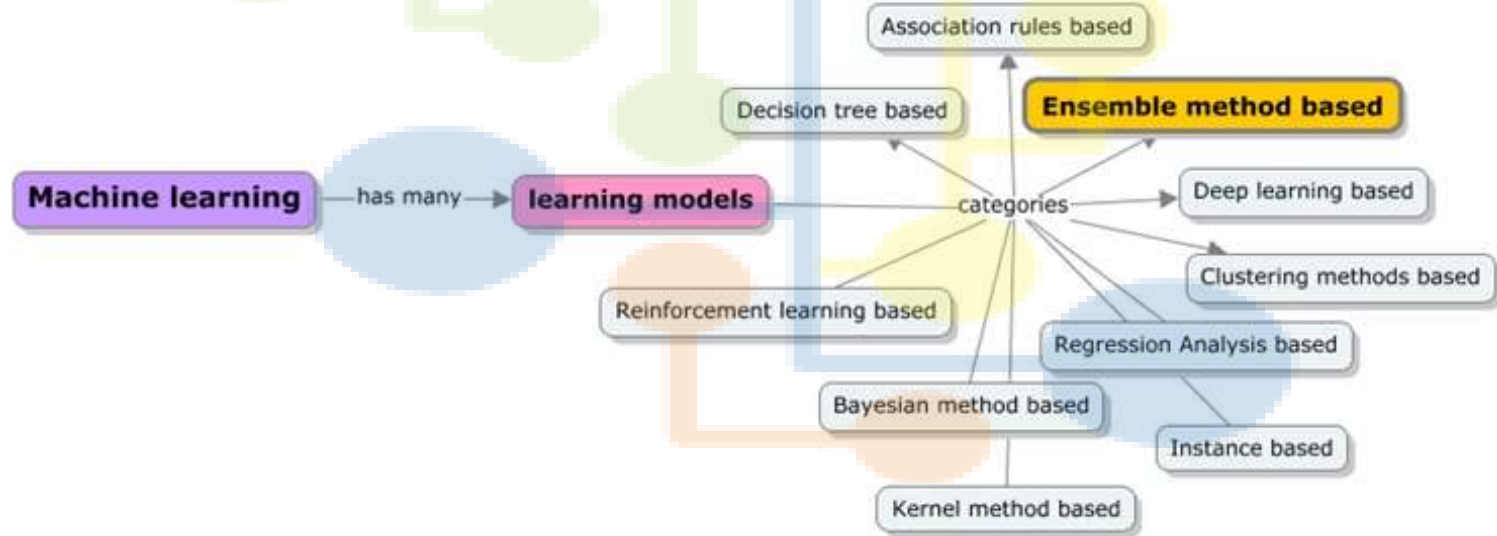 Association rules based
Decision tree based
Ensemble method based
Machine learning
has many
learning models
categories
Deep learning based
Clustering methods based
Reinforcement learning based
Regression Analysis based
Bayesian method based
Instance based
Kernel method based